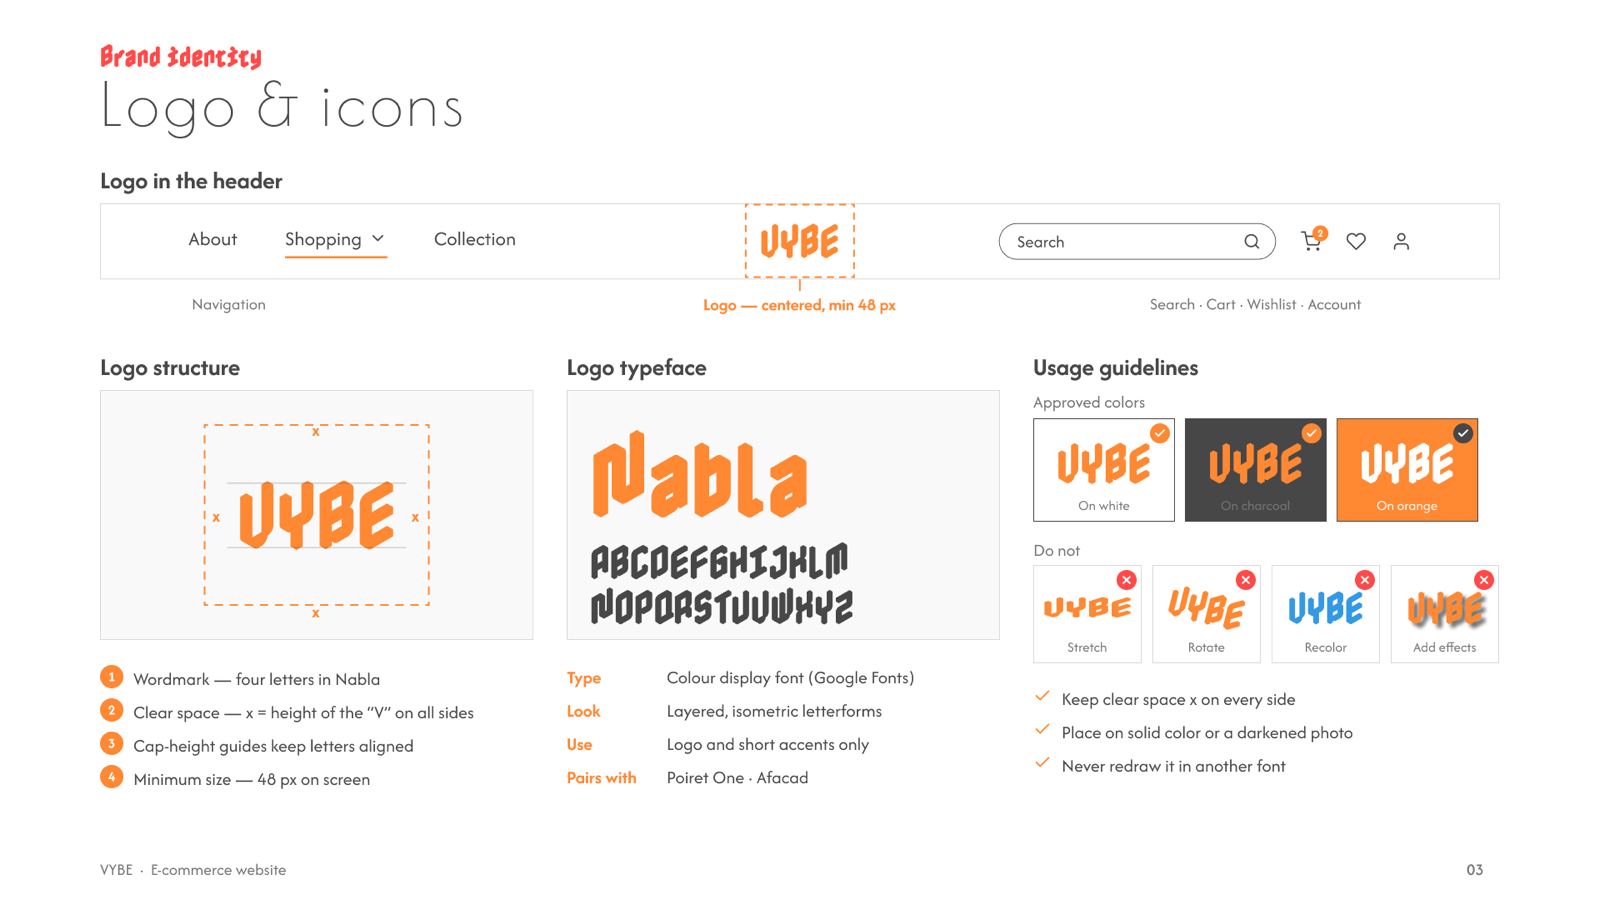 Brand Identity
Logo & icons
Logo in the header
About
Shopping
Collection
VYBE
Search
2
Navigation
Logo — centered, min 48 px
Search · Cart · Wishlist · Account
Logo structure
x
x
VYBE
x
x
1 Wordmark — four letters in Nabla
2 Clear space — x = height of the “V” on all sides
3 Cap-height guides keep letters aligned
4 Minimum size — 48 px on screen
Logo typeface
Nabla
ABCDEFGHIJKLM
NOPQRSTUVWXYZ
Type Colour display font (Google Fonts)
Look Layered, isometric letterforms
Use Logo and short accents only
Pairs with Poiret One · Afacad
Usage guidelines
Approved colors
VYBE
On white
VYBE
On charcoal
VYBE
On orange
Do not
VYBE
Stretch
VYBE
Rotate
VYBE
Recolor
VYBE
Add effects
Keep clear space x on every side
Place on solid color or a darkened photo
Never redraw it in another font
VYBE · E-commerce website
03